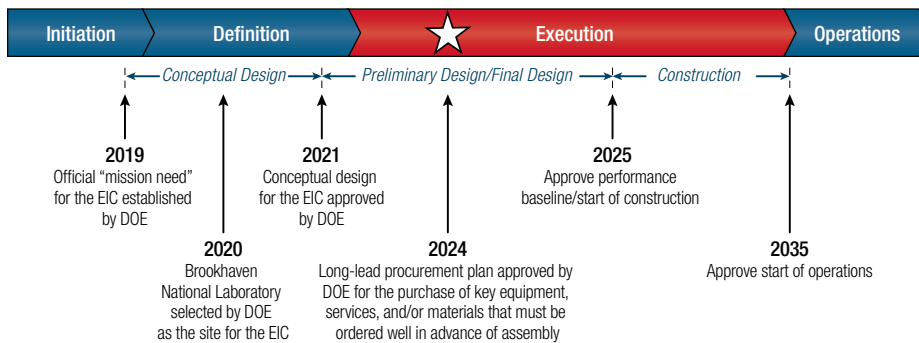 Initiation
Definition
Execution
Operations
Conceptual Design
Preliminary Design/Final Design
Construction
2019
Official “mission need”
for the EIC established
by DOE
2020
Brookhaven
National Laboratory
selected by DOE
as the site for the EIC
2021
Conceptual design
for the EIC approved
by DOE
2024
Long-lead procurement plan approved by
DOE for the purchase of key equipment,
services, and/or materials that must be
ordered well in advance of assembly
2025
Approve performance
baseline/start of construction
2035
Approve start of operations